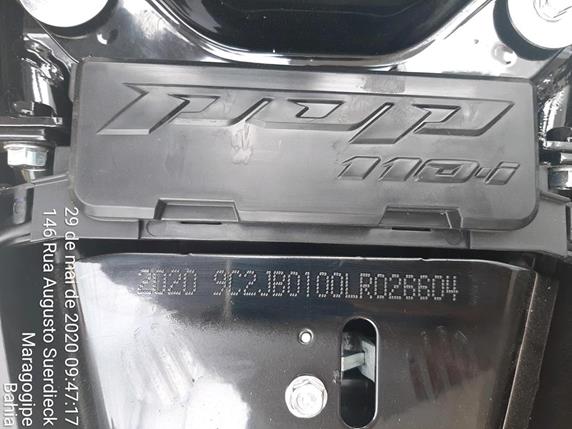 pop
110i
2020 9C2JB0100LR026604
29 de mar de 2020 09:47:17
146 Rua Augusto Suerdieck
Maragogipe
Bahia